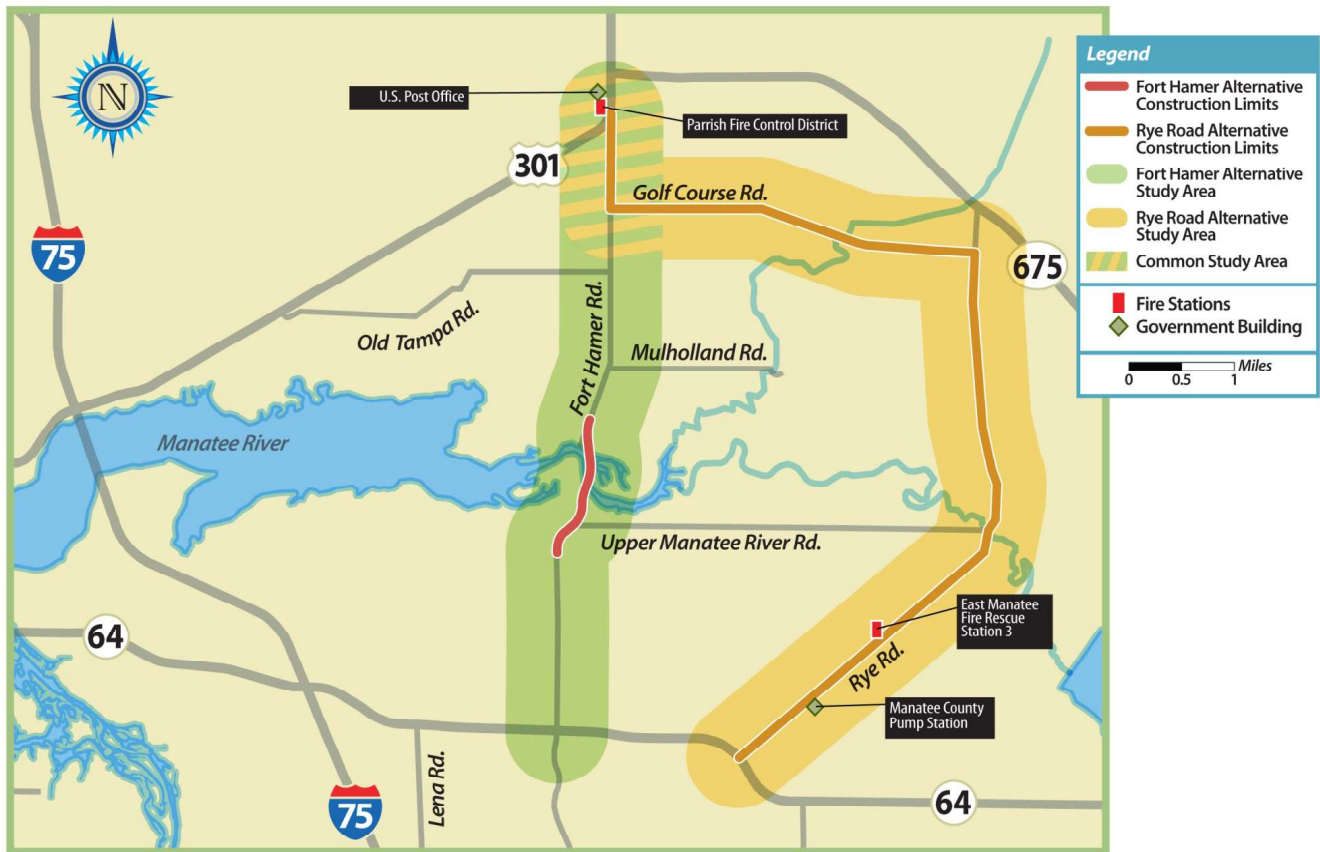 N
U.S. Post Office
Parrish Fire Control District
301
Golf Course Rd.
75
675
Old Tampa Rd.
Fort Hamer Rd.
Mulholland Rd.
Manatee River
Upper Manatee River Rd.
East Manatee
Fire Rescue
Station 3
64
Rye Rd.
Manatee County
Pump Station
Lena Rd.
75
64
Legend
Fort Hamer Alternative
Construction Limits
Rye Road Alternative
Construction Limits
Fort Hamer Alternative
Study Area
Rye Road Alternative
Study Area
Common Study Area
Fire Stations
Government Building
Miles
0 0.5 1